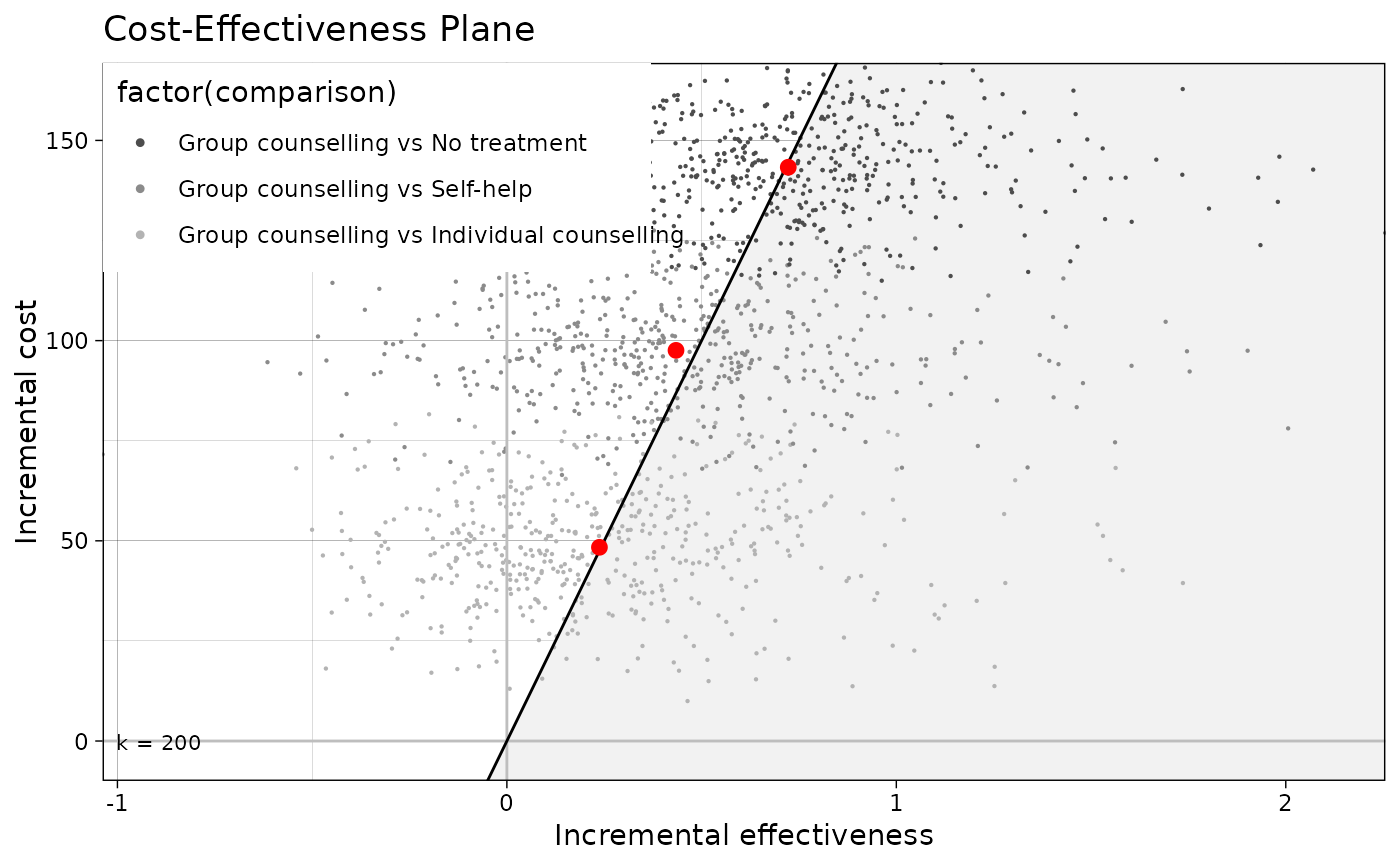 Cost-Effectiveness Plane
factor(comparison)
Group counselling vs No treatment
Group counselling vs Self-help
Group counselling vs Individual counselling
150
100
50
0
Incremental cost
k = 200
-1
0
1
2
Incremental effectiveness